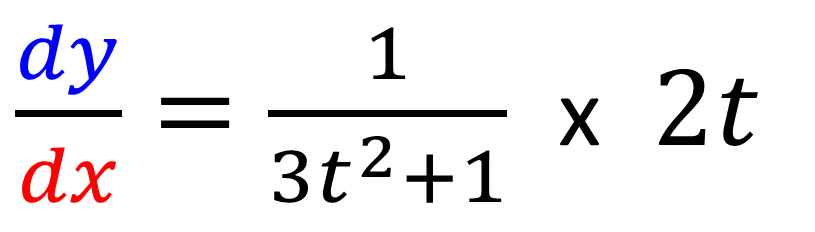 dy/dx = 1/(3t²+1) x 2t